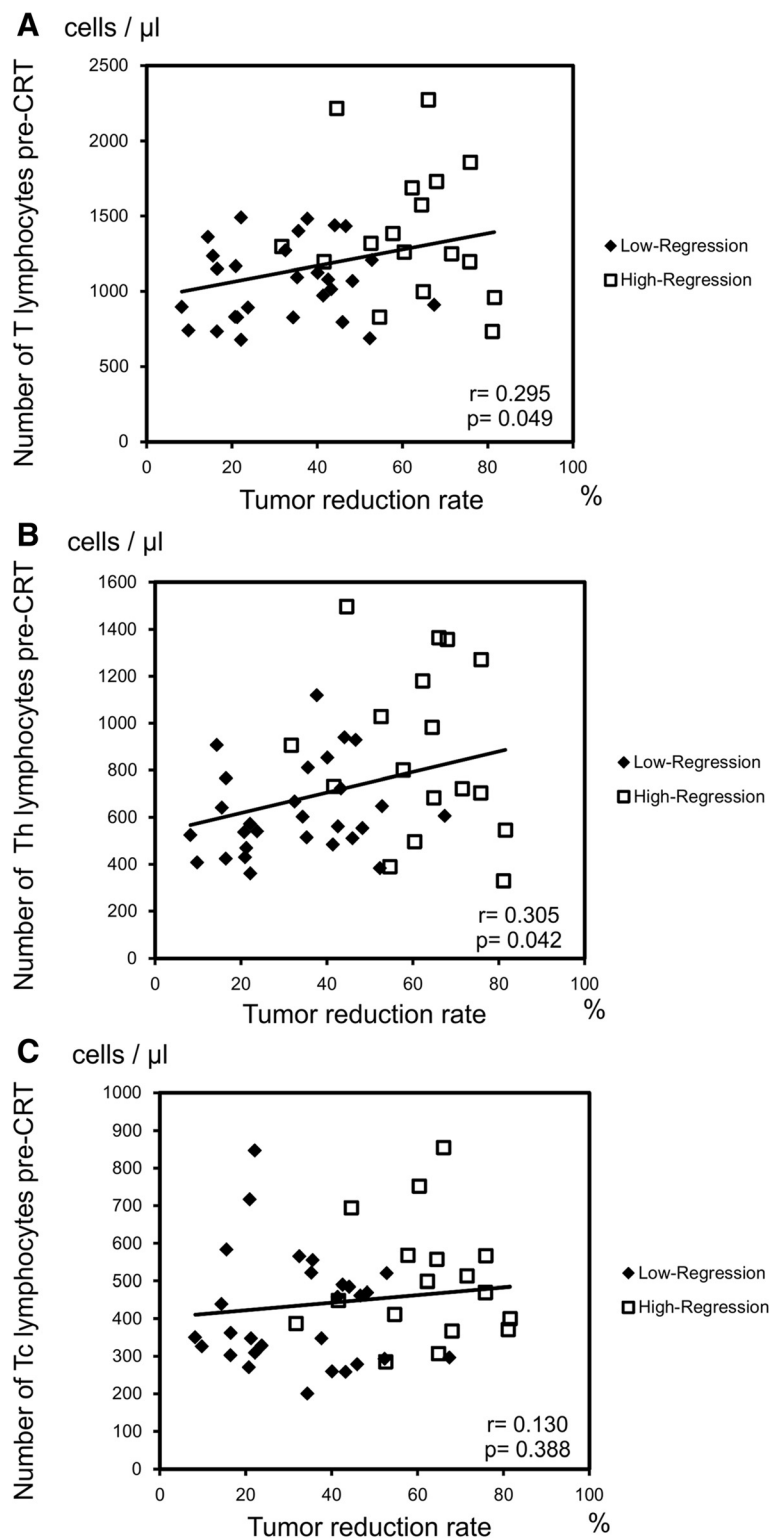 A cells / µl
Number of T lymphocytes pre-CRT
2500
2000
1500
1000
500
0
0 20 40 60 80 100
Tumor reduction rate %
r= 0.295
p= 0.049
Low-Regression
High-Regression
B cells / µl
Number of Th lymphocytes pre-CRT
1600
1400
1200
1000
800
600
400
200
0
0 20 40 60 80 100
Tumor reduction rate %
r= 0.305
p= 0.042
Low-Regression
High-Regression
C cells / µl
Number of Tc lymphocytes pre-CRT
1000
900
800
700
600
500
400
300
200
100
0
0 20 40 60 80 100
Tumor reduction rate %
r= 0.130
p= 0.388
Low-Regression
High-Regression